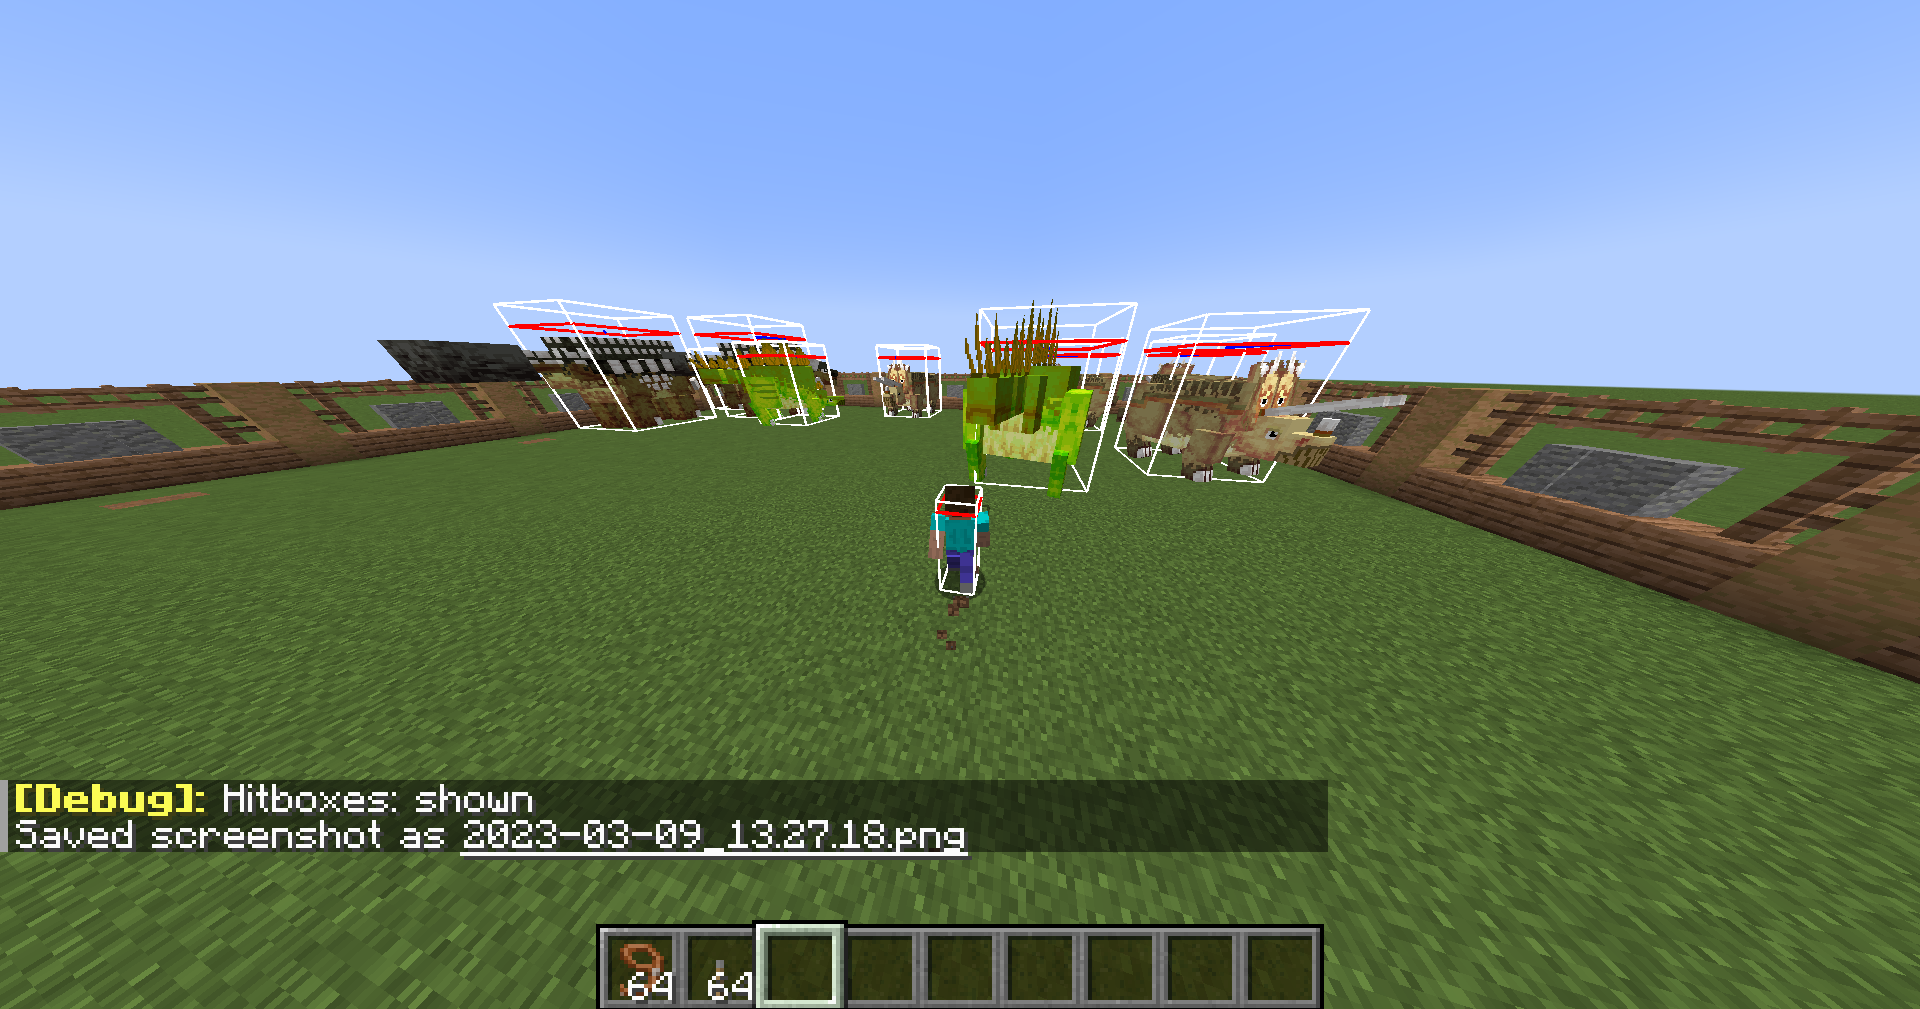 [Debug]: Hitboxes: shown
Saved screenshot as 2023-03-09_13.27.18.png
64 64